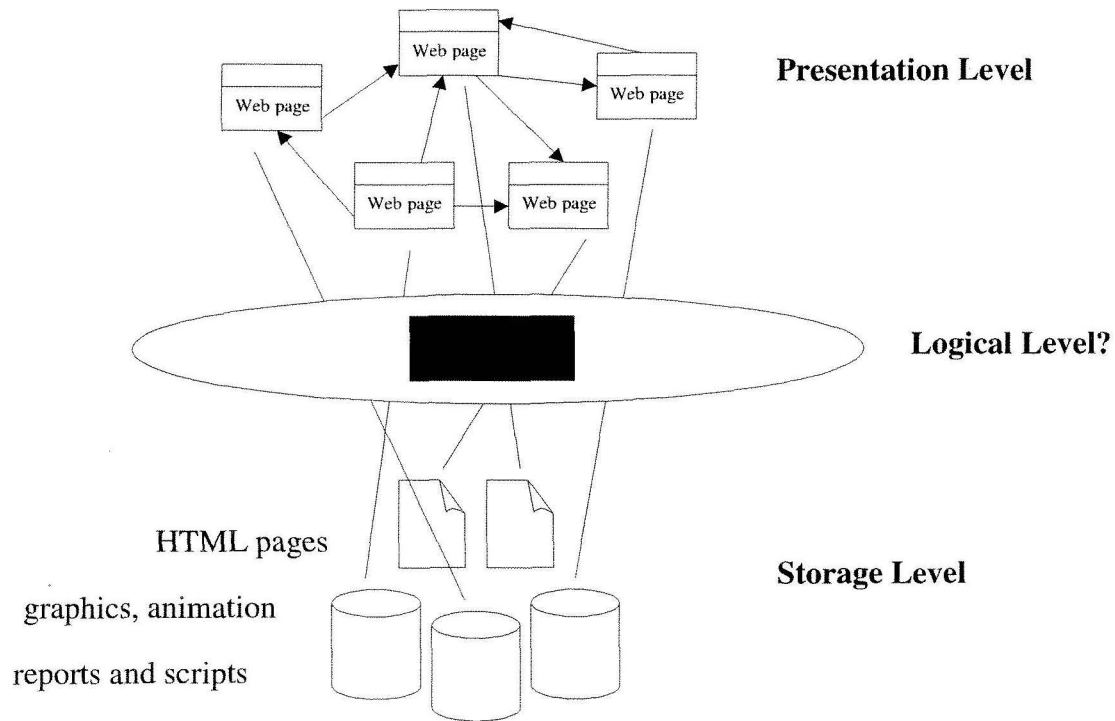 Web page
Presentation Level
Web page
Web page
Web page
Web page
Logical Level?
HTML pages
Storage Level
graphics, animation
reports and scripts